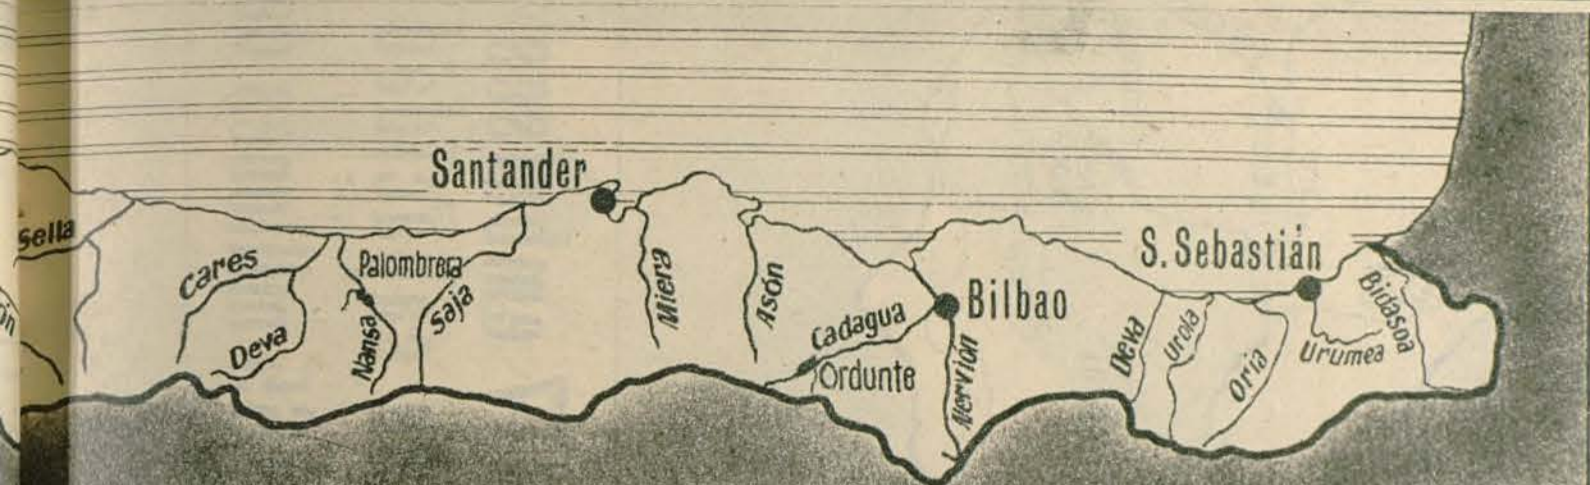 Santander
Sella
Cares
Palombrera
S. Sebastián
Deva
Nansa
Saja
Miera
Asón
Cadagua
Bilbao
Ordunte
Nervión
Deva
Urola
Oria
Urumea
Bidasoa